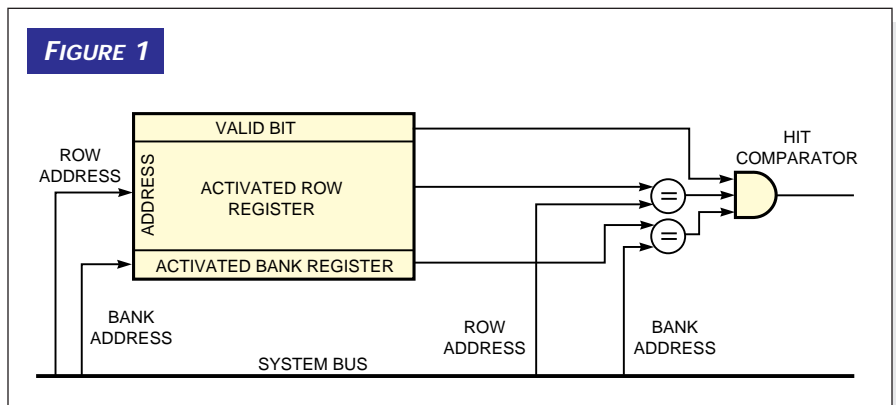 FIGURE 1
VALID BIT
HIT
COMPARATOR
ROW
ADDRESS
ADDRESS
ACTIVATED ROW
REGISTER
=
=
ACTIVATED BANK REGISTER
BANK
ADDRESS
ROW
ADDRESS
BANK
ADDRESS
SYSTEM BUS